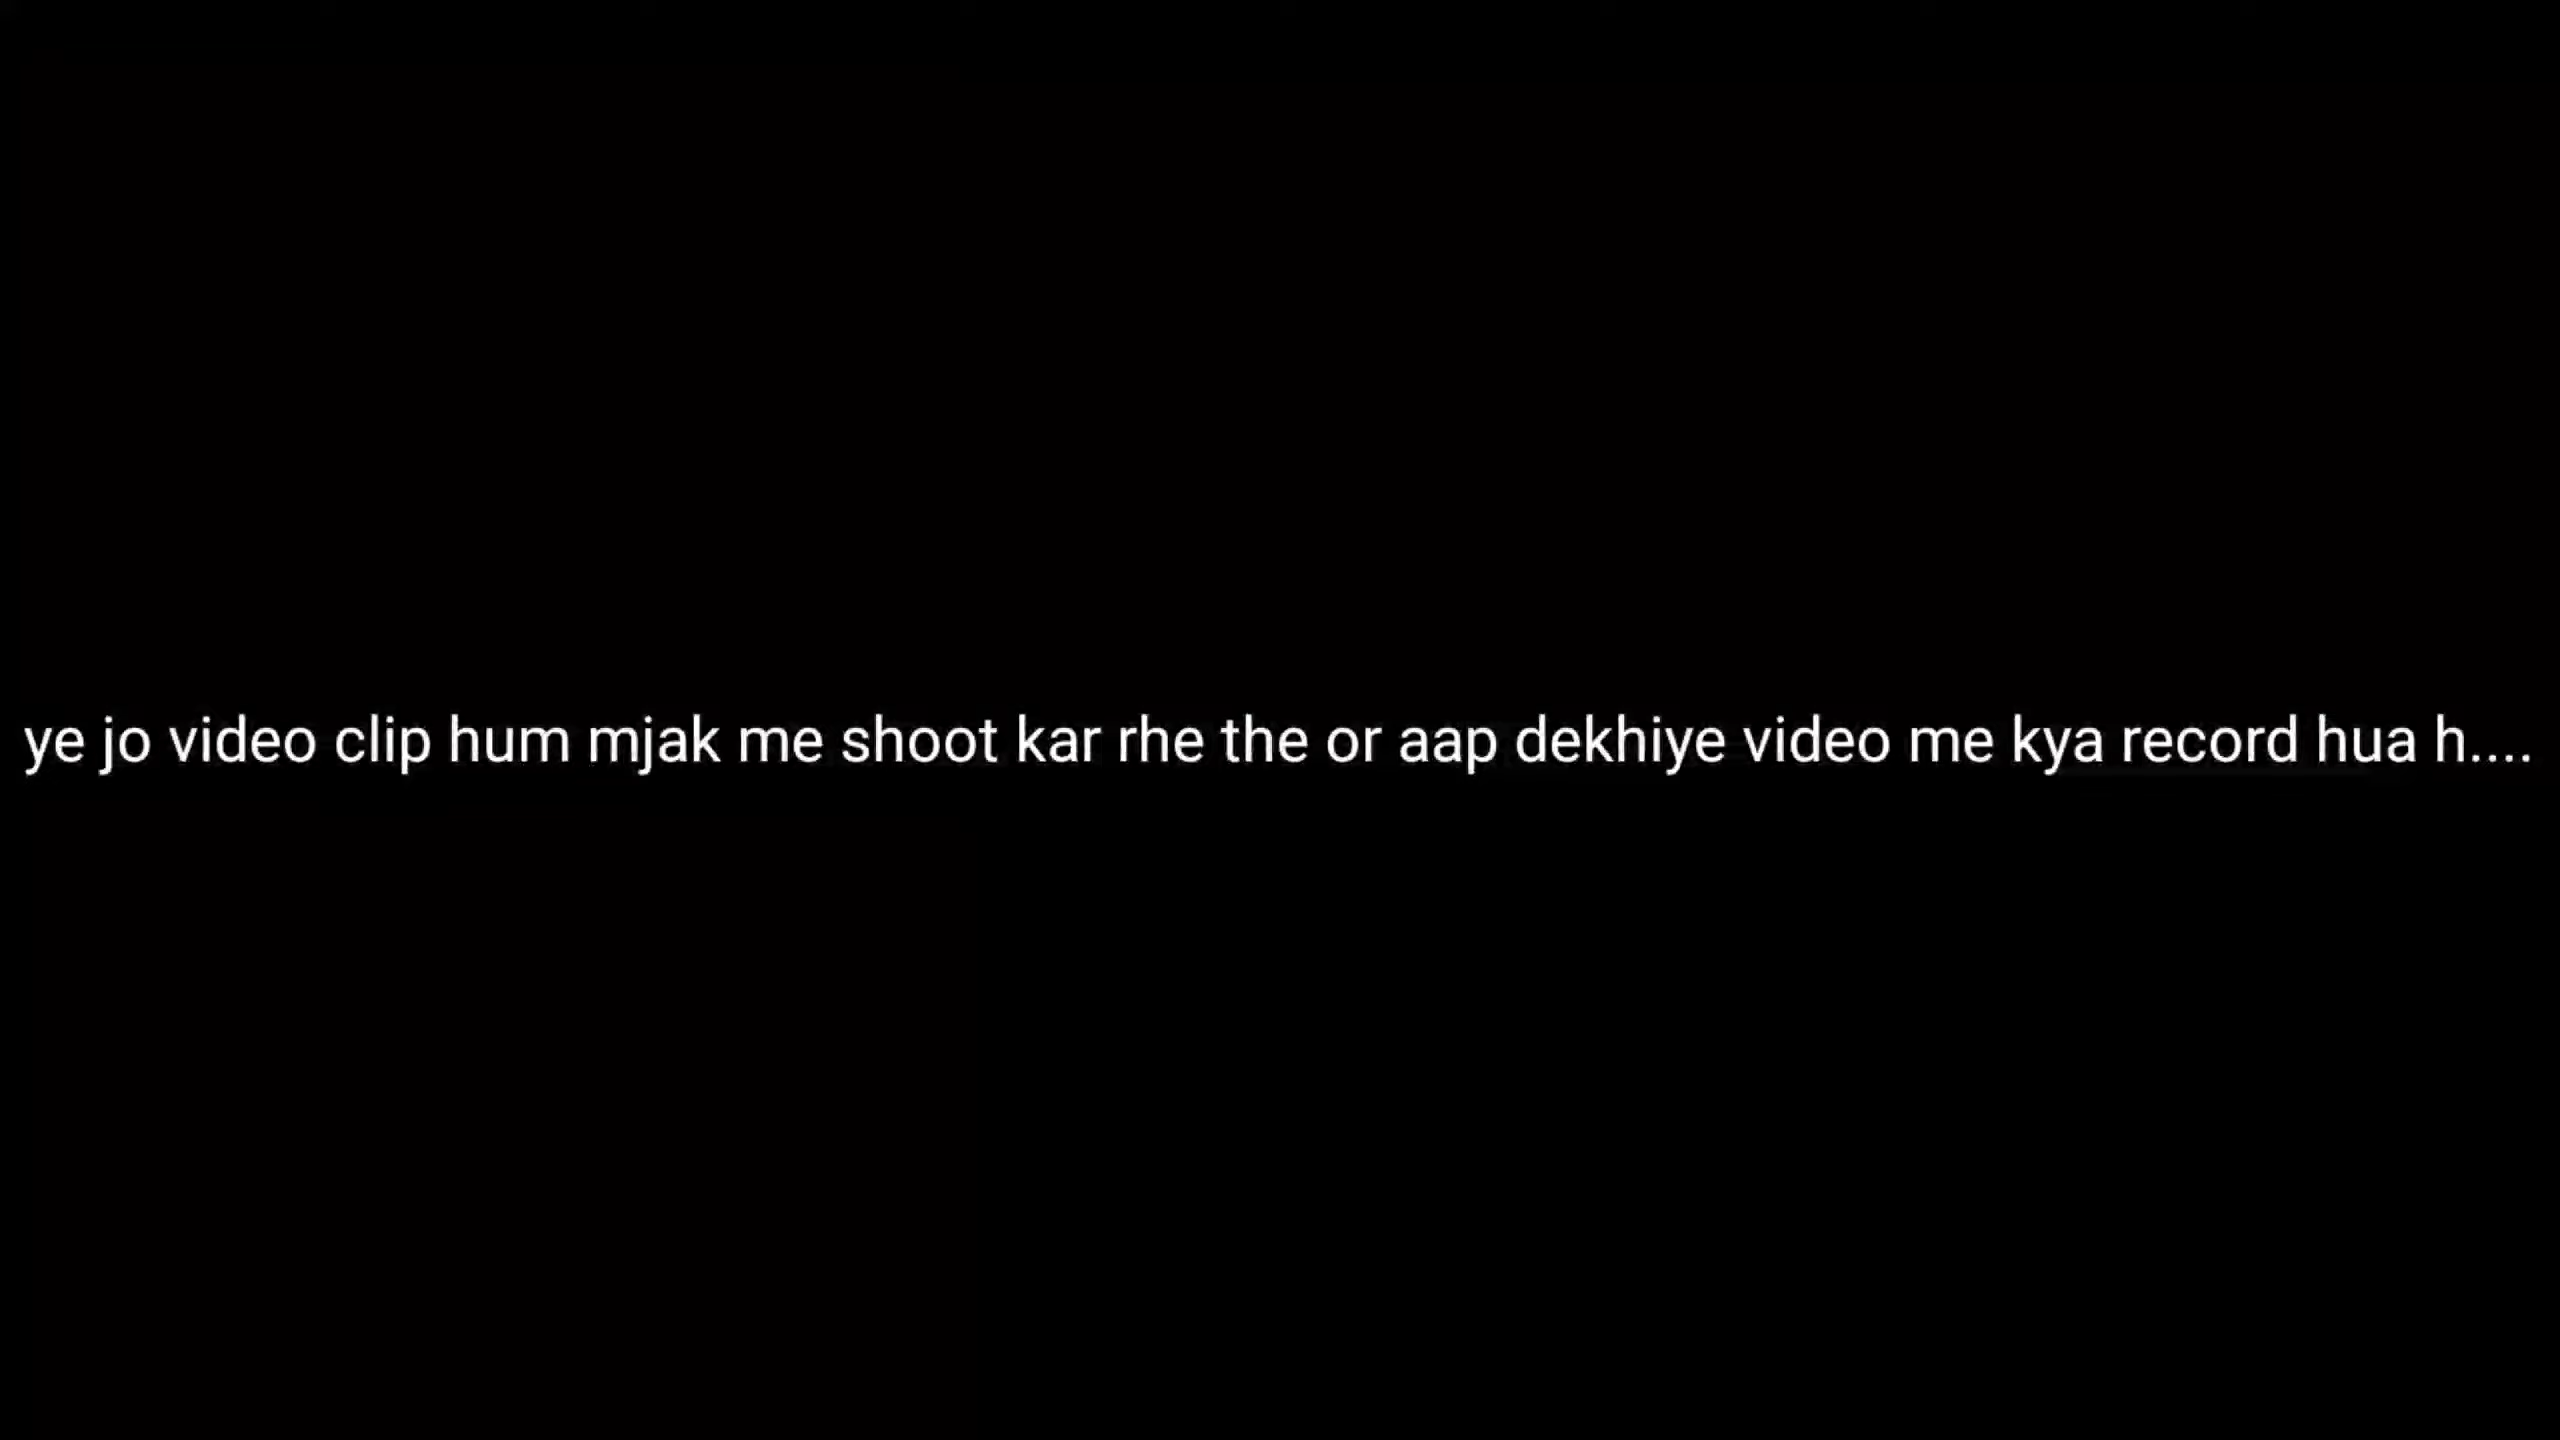 ye jo video clip hum mjak me shoot kar rhe the or aap dekhiye video me kya record hua h....